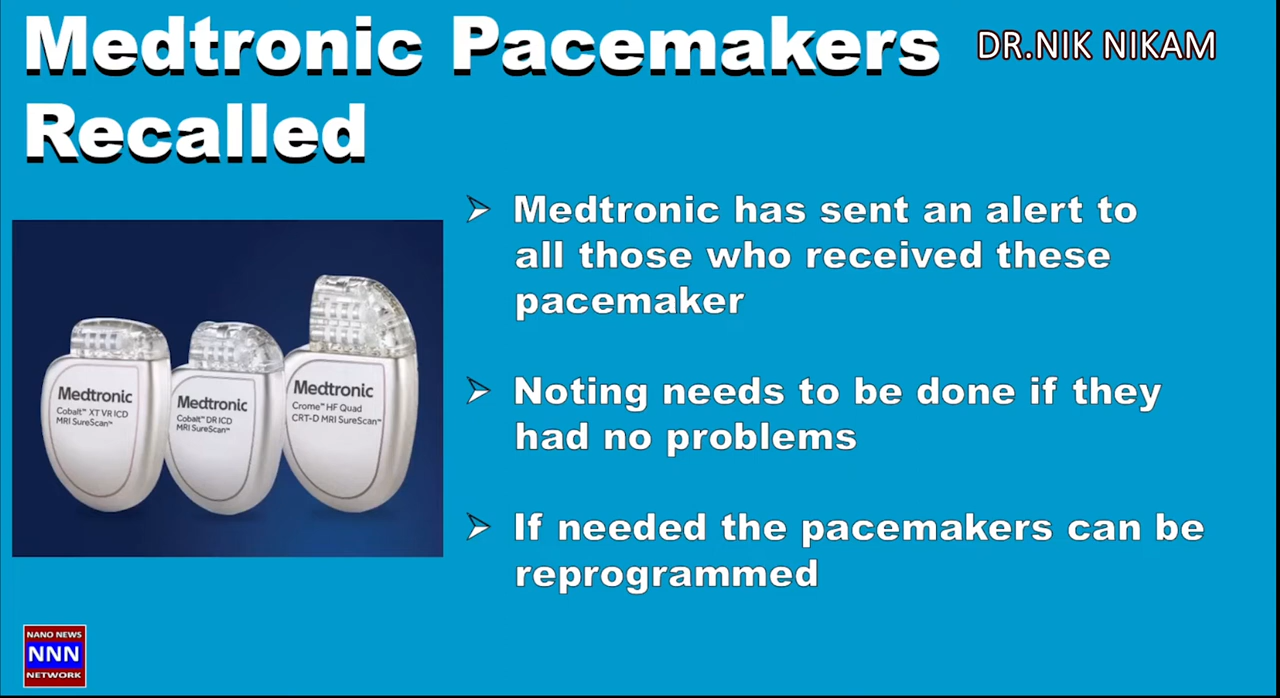 Medtronic Pacemakers
Recalled
DR.NIK NIKAM
Medtronic has sent an alert to
all those who received these
pacemaker
Noting needs to be done if they
had no problems
If needed the pacemakers can be
reprogrammed
Medtronic
Cobalt™ XT VR ICD
MRI SureScan™
Medtronic
Cobalt™ DR ICD
MRI SureScan™
Medtronic
Crome™ HF Quad
CRT-D MRI SureScan™
NANO NEWS
NNN
NETWORK